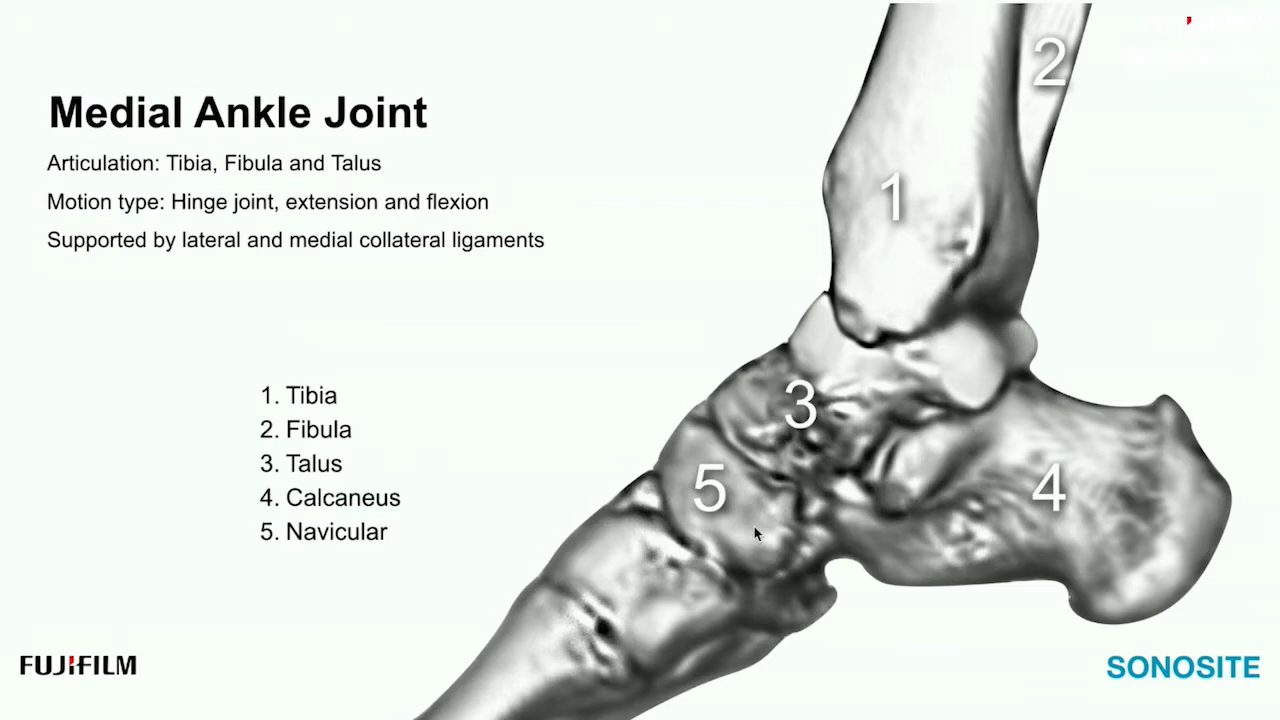 Medial Ankle Joint
Articulation: Tibia, Fibula and Talus
Motion type: Hinge joint, extension and flexion
Supported by lateral and medial collateral ligaments
1. Tibia
2. Fibula
3. Talus
4. Calcaneus
5. Navicular
2
1
3
5
4
FUJIFILM
SONOSITE